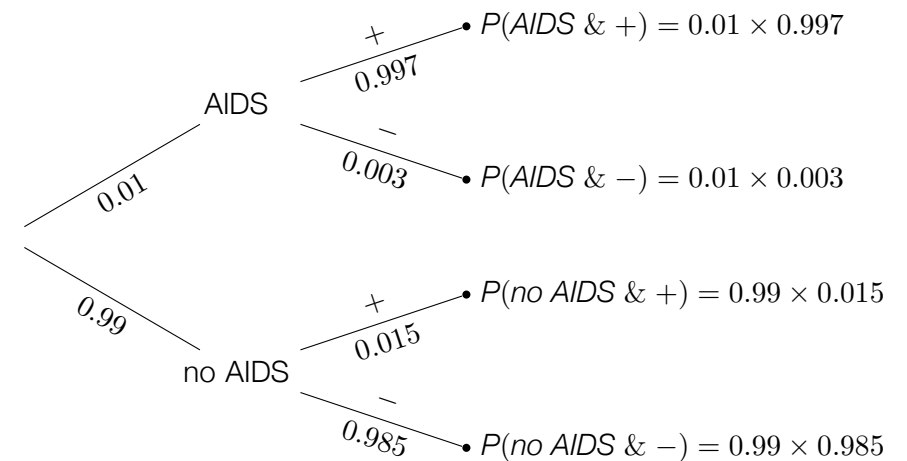 + P(AIDS & +) = 0.01 × 0.997
0.997
AIDS
−
0.003
P(AIDS & −) = 0.01 × 0.003
0.01
0.99
+
P(no AIDS & +) = 0.99 × 0.015
0.015
no AIDS
−
0.985
P(no AIDS & −) = 0.99 × 0.985